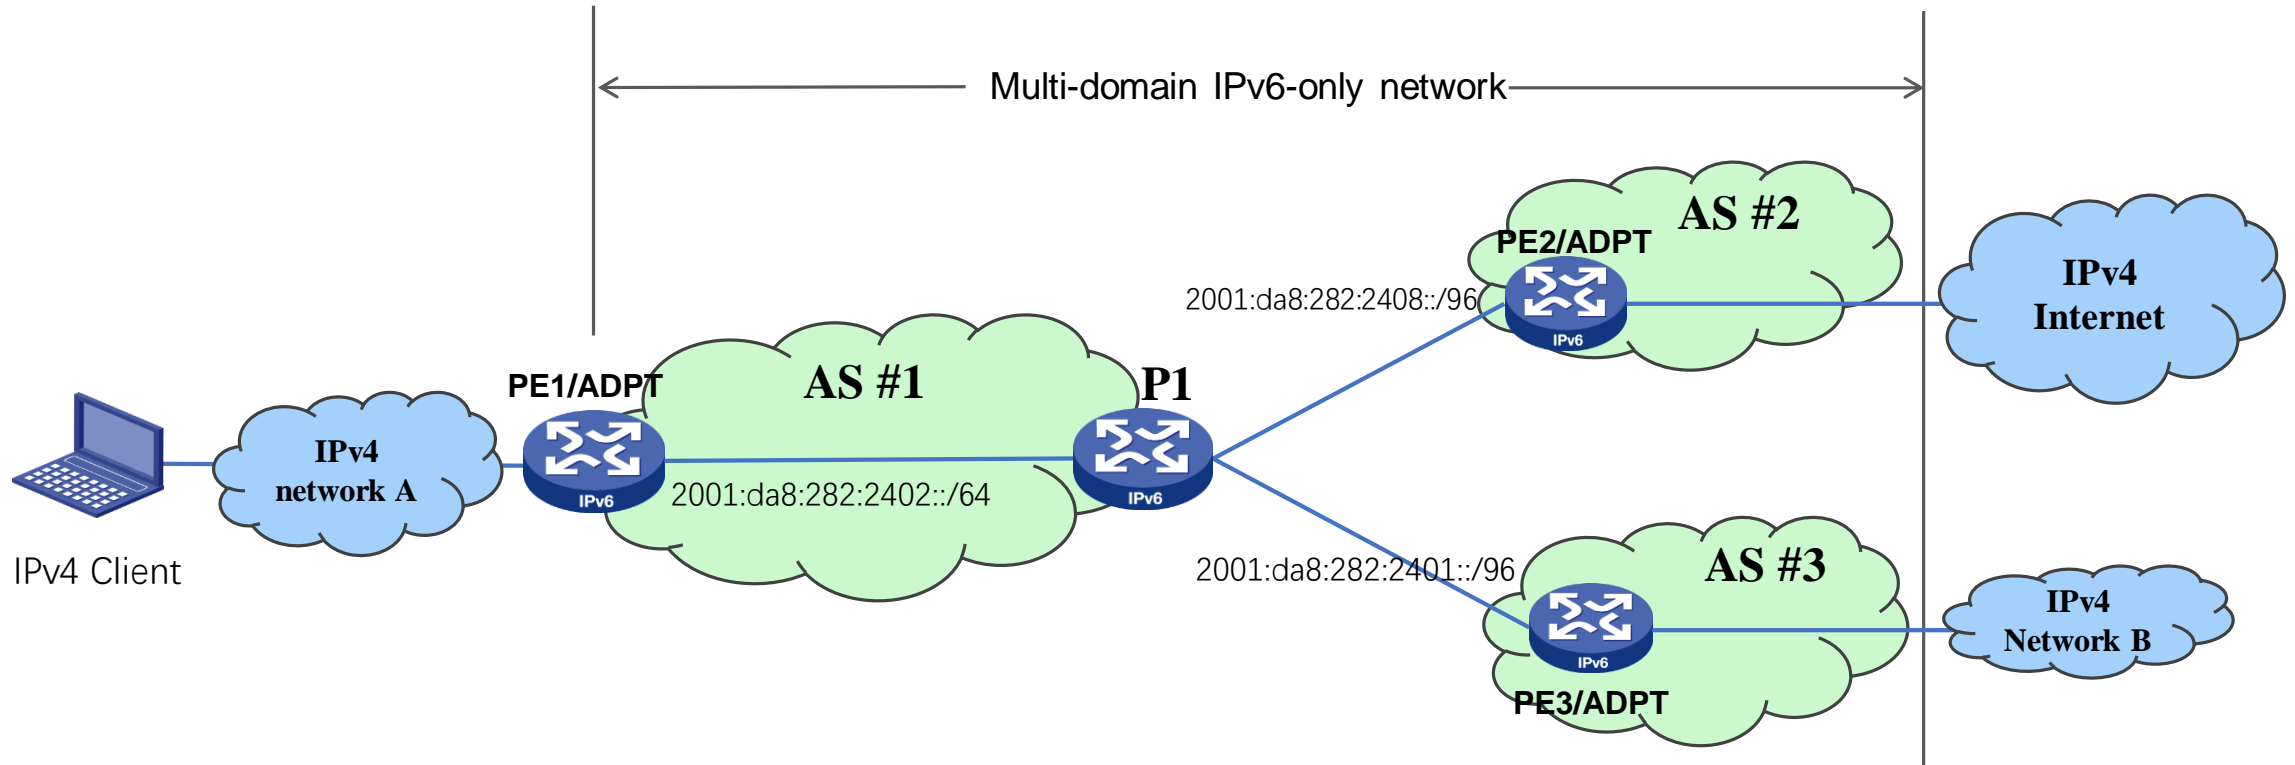 Multi-domain IPv6-only network
AS #2
PE2/ADPT
IPv6
2001:da8:282:2408::/96
IPv4
Internet
PE1/ADPT
AS #1
P1
IPv4
network A
IPv6
2001:da8:282:2402::/64
IPv6
IPv4 Client
2001:da8:282:2401::/96
AS #3
IPv6
PE3/ADPT
IPv4
Network B